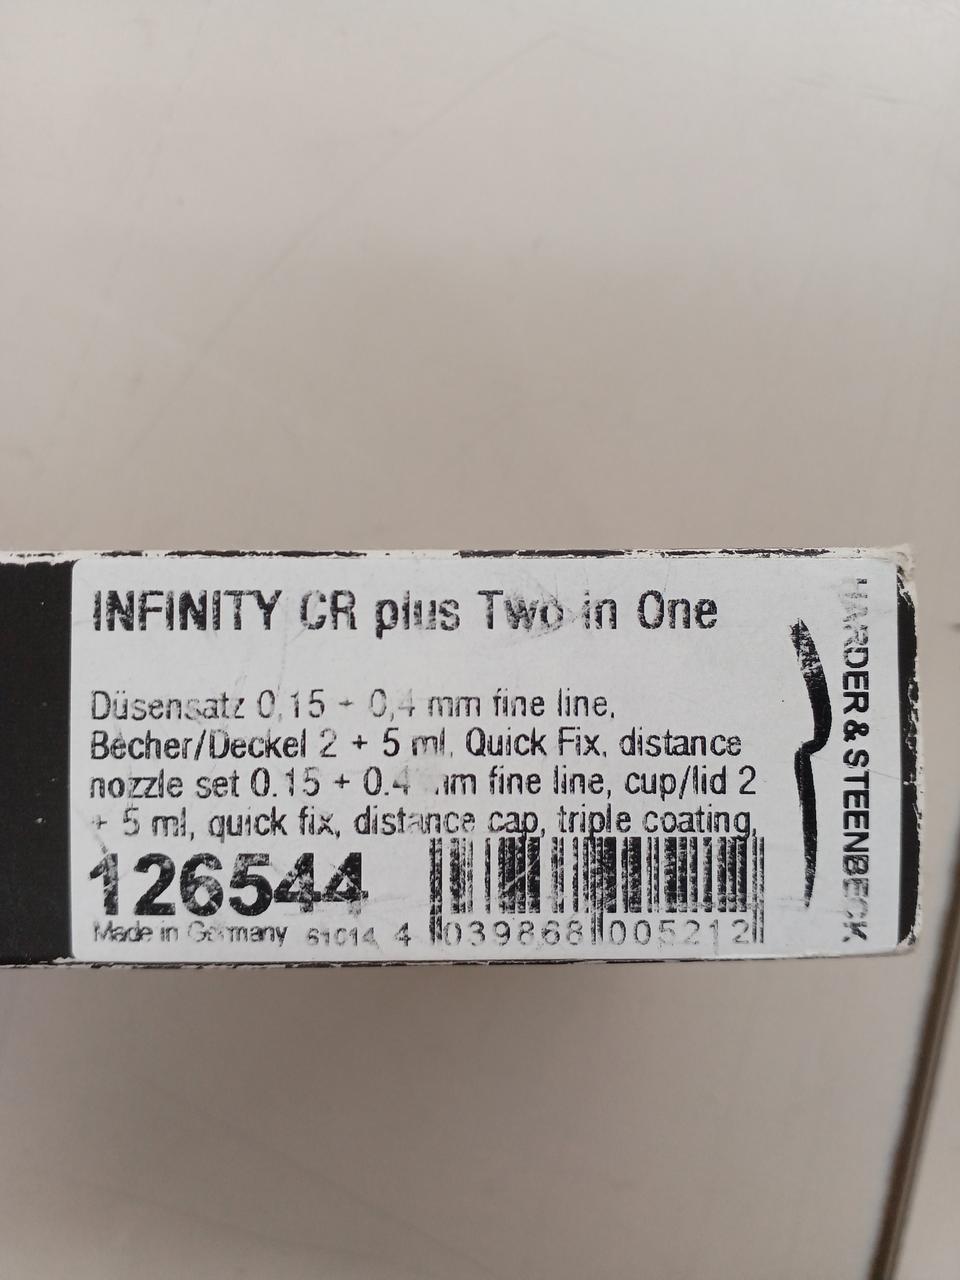 INFINITY CR plus Two in One
Düsensatz 0,15 + 0,4 mm fine line,
Becher/Deckel 2 + 5 ml, Quick Fix, distance
nozzle set 0.15 + 0.4 mm fine line, cup/lid 2
+ 5 ml, quick fix, distance cap, triple coating,
126544
Made in Germany 61014 4 039868 005212
HARDER & STEENBECK